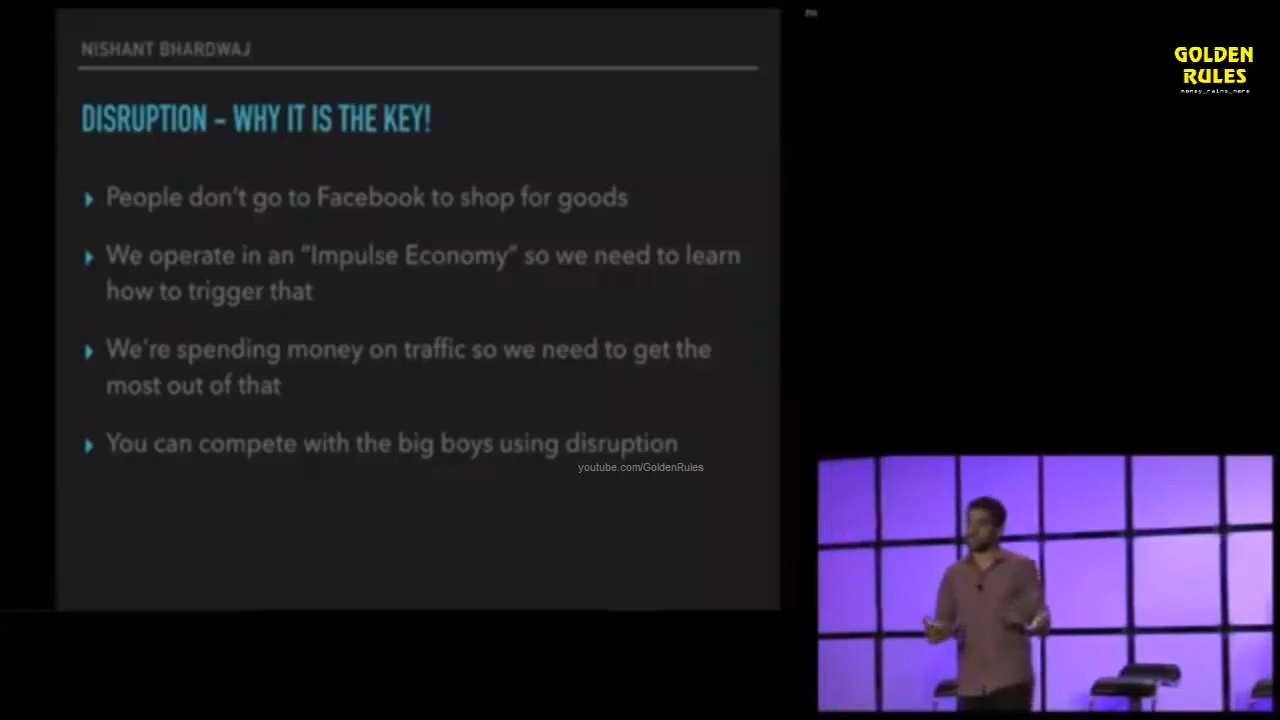 NISHANT BHARDWAJ
DISRUPTION – WHY IT IS THE KEY!
People don't go to Facebook to shop for goods
We operate in an "Impulse Economy" so we need to learn
how to trigger that
We're spending money on traffic so we need to get the
most out of that
You can compete with the big boys using disruption
youtube.com/GoldenRules
GOLDEN
RULES
money_rains_here